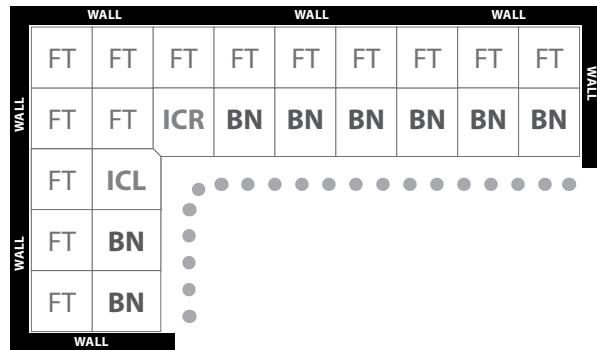 WALL WALL WALL
FT FT FT FT FT FT FT FT FT
WALL
WALL FT FT ICR BN BN BN BN BN BN
FT ICL
WALL FT BN
FT BN
WALL